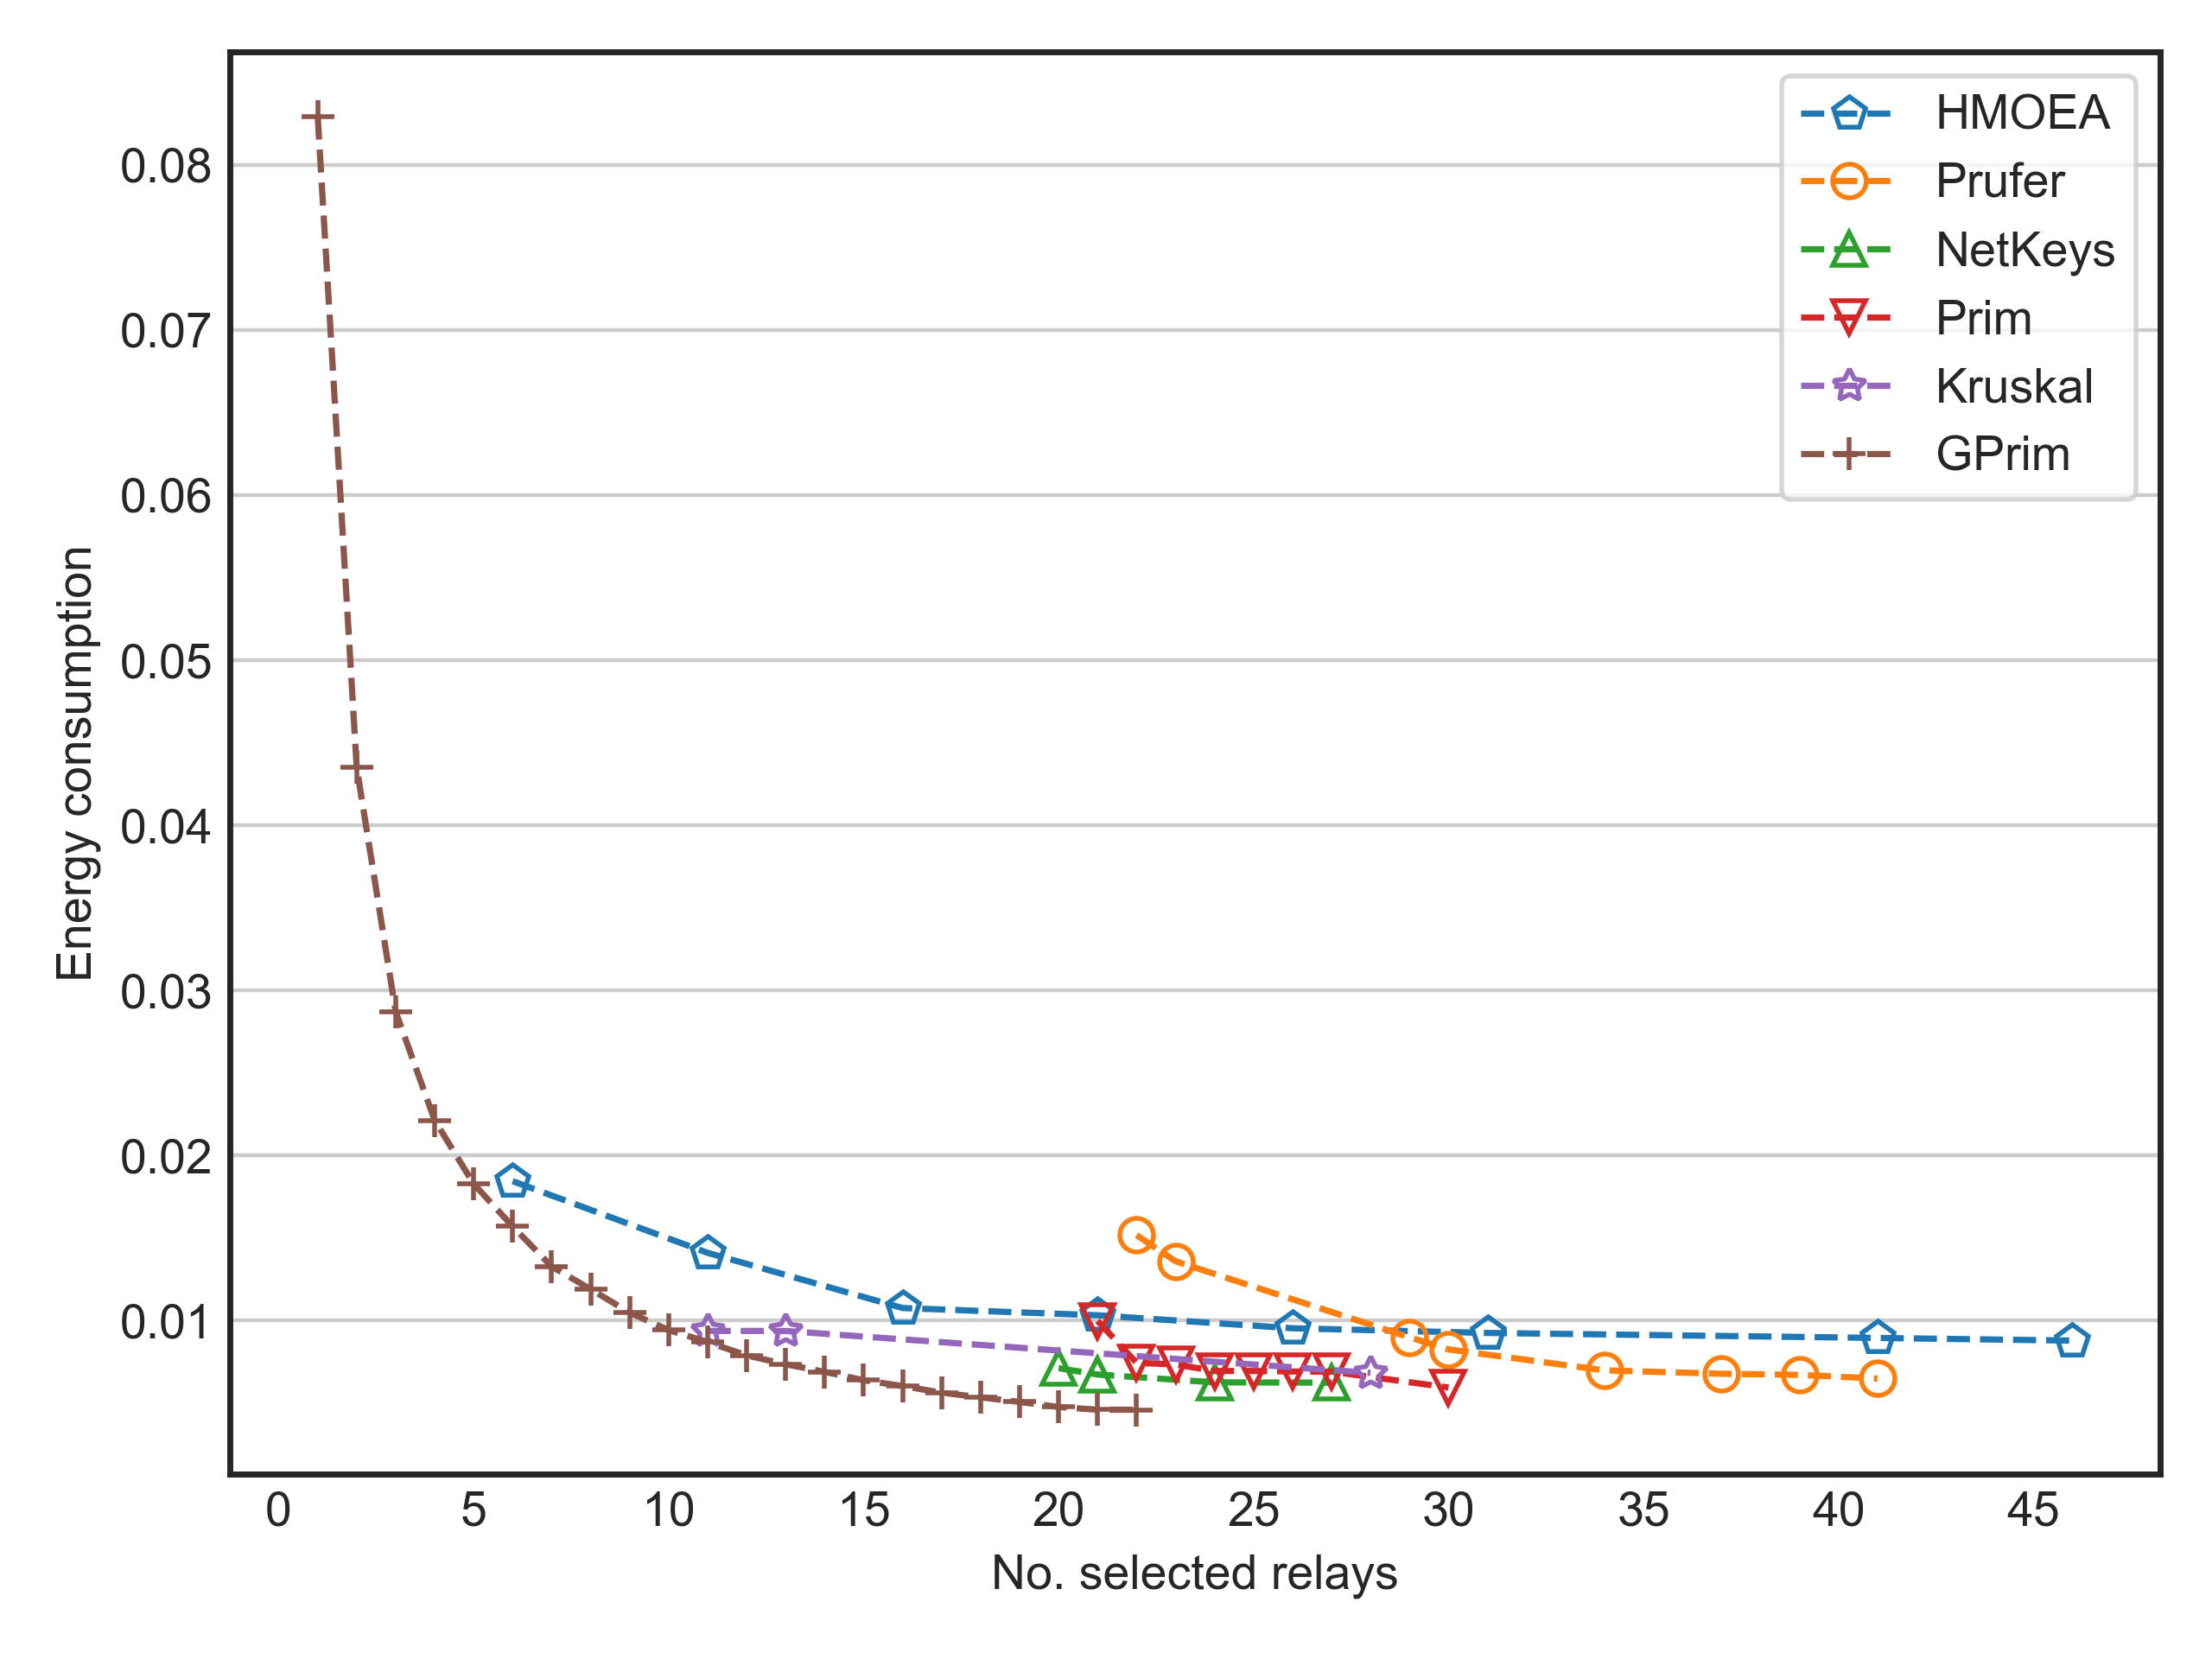 HMOEA
Prufer
NetKeys
Prim
Kruskal
GPrim
Energy consumption
0.08
0.07
0.06
0.05
0.04
0.03
0.02
0.01
0 5 10 15 20 25 30 35 40 45
No. selected relays